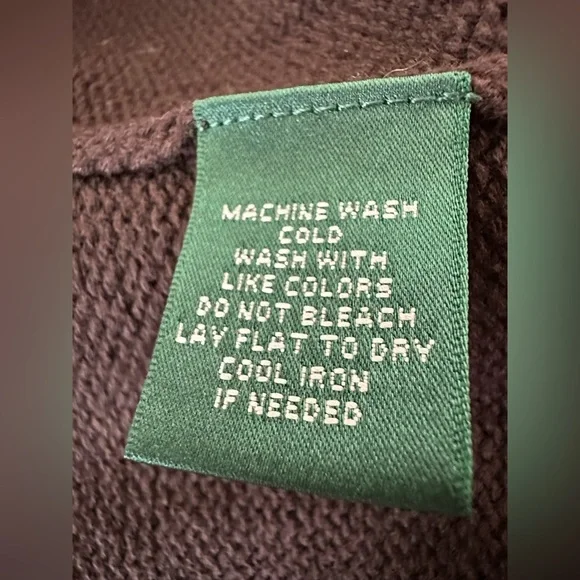 MACHINE WASH
COLD
WASH WITH
LIKE COLORS
DO NOT BLEACH
LAY FLAT TO DRY
COOL IRON
IF NEEDED